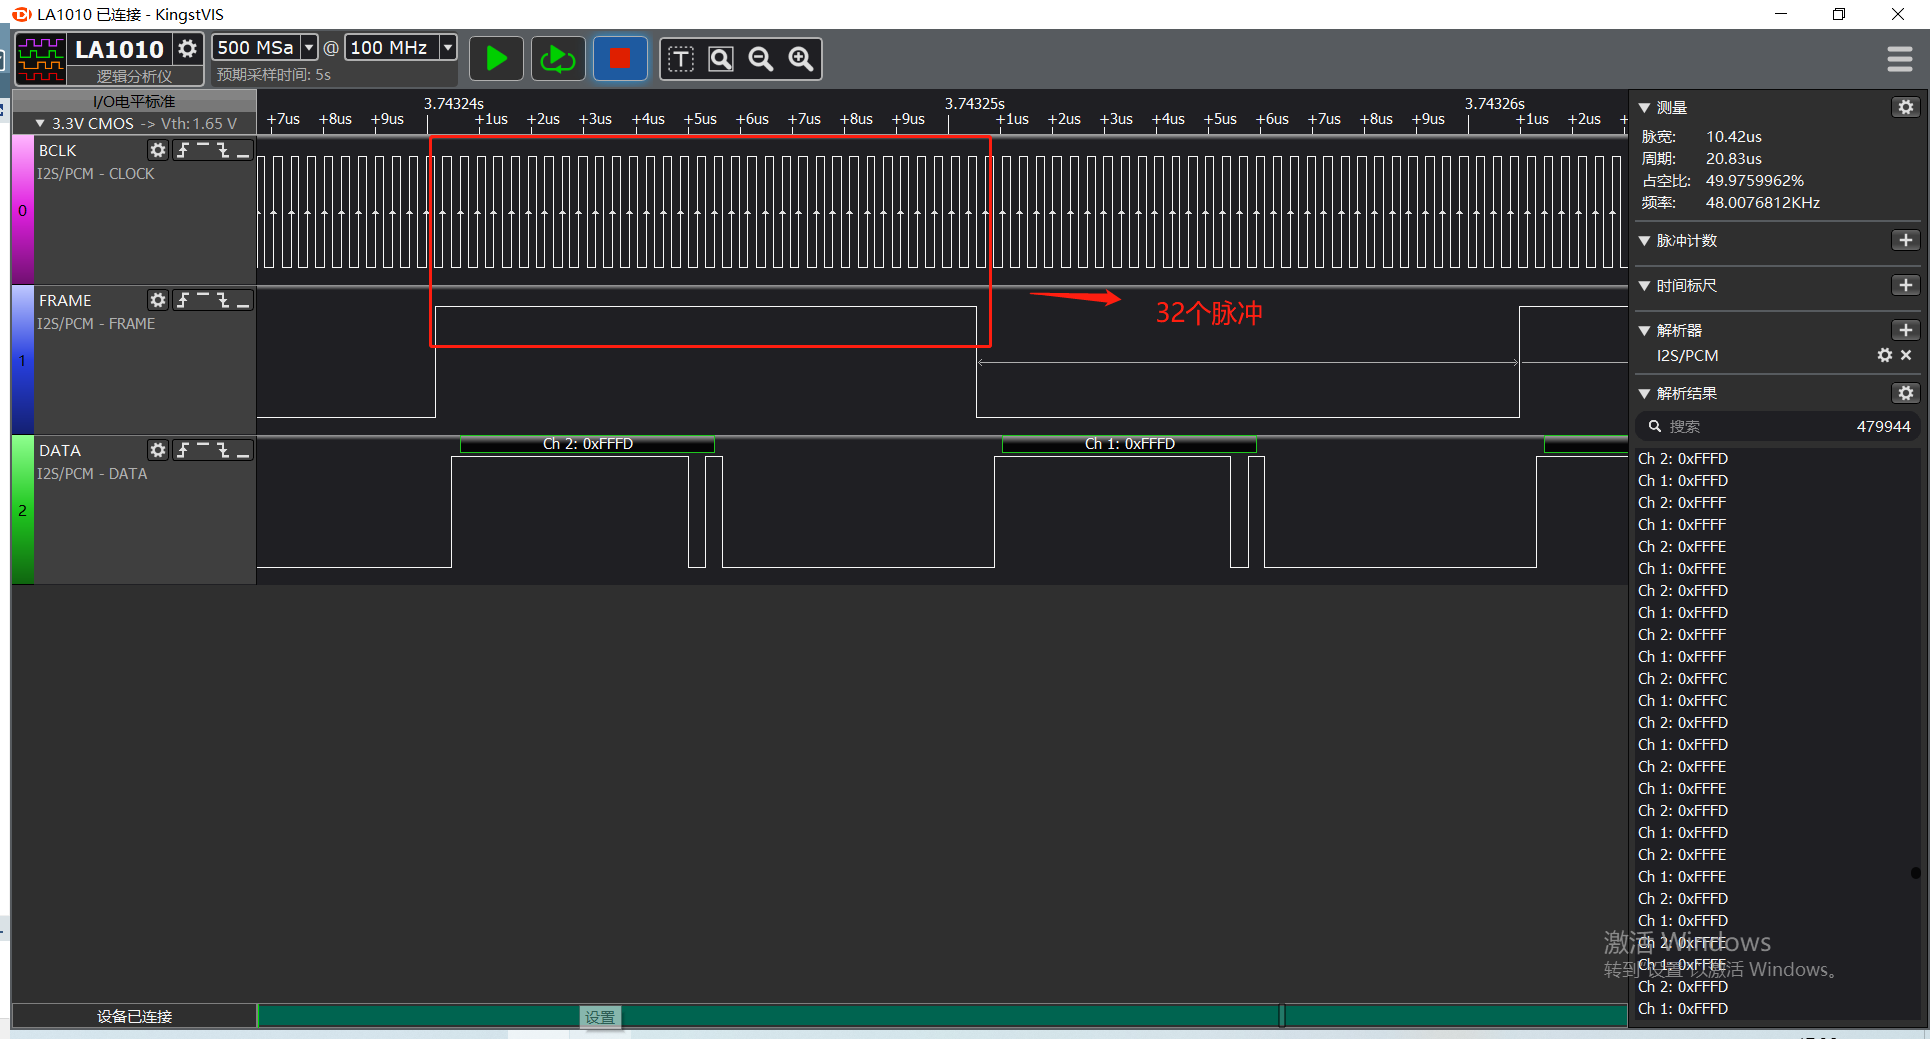 LA1010 已连接 - KingstVIS
LA1010
逻辑分析仪
500 MSa
@
100 MHz
预期采样时间: 5s
I/O电平标准
3.3V CMOS -> Vth: 1.65 V
3.74324s
3.74325s
3.74326s
+7us +8us +9us +1us +2us +3us +4us +5us +6us +7us +8us +9us +1us +2us +3us +4us +5us +6us +7us +8us +9us +1us +2us +
0
BCLK
I2S/PCM - CLOCK
1
FRAME
I2S/PCM - FRAME
32个脉冲
2
DATA
I2S/PCM - DATA
Ch 2: 0xFFFD
Ch 1: 0xFFFD
测量
脉宽: 10.42us
周期: 20.83us
占空比: 49.9759962%
频率: 48.0076812KHz
脉冲计数
时间标尺
解析器
I2S/PCM
解析结果
搜索
479944
Ch 2: 0xFFFD
Ch 1: 0xFFFD
Ch 2: 0xFFFF
Ch 1: 0xFFFF
Ch 2: 0xFFFE
Ch 1: 0xFFFE
Ch 2: 0xFFFD
Ch 1: 0xFFFD
Ch 2: 0xFFFF
Ch 1: 0xFFFF
Ch 2: 0xFFFC
Ch 1: 0xFFFC
Ch 2: 0xFFFD
Ch 1: 0xFFFD
Ch 2: 0xFFFE
Ch 1: 0xFFFE
Ch 2: 0xFFFD
Ch 1: 0xFFFD
Ch 2: 0xFFFE
Ch 1: 0xFFFE
Ch 2: 0xFFFD
Ch 1: 0xFFFD
Ch 2: 0xFFFE
Ch 1: 0xFFFE
Ch 2: 0xFFFD
Ch 1: 0xFFFD
激活 Windows
转到"设置"以激活 Windows。
设备已连接
设置